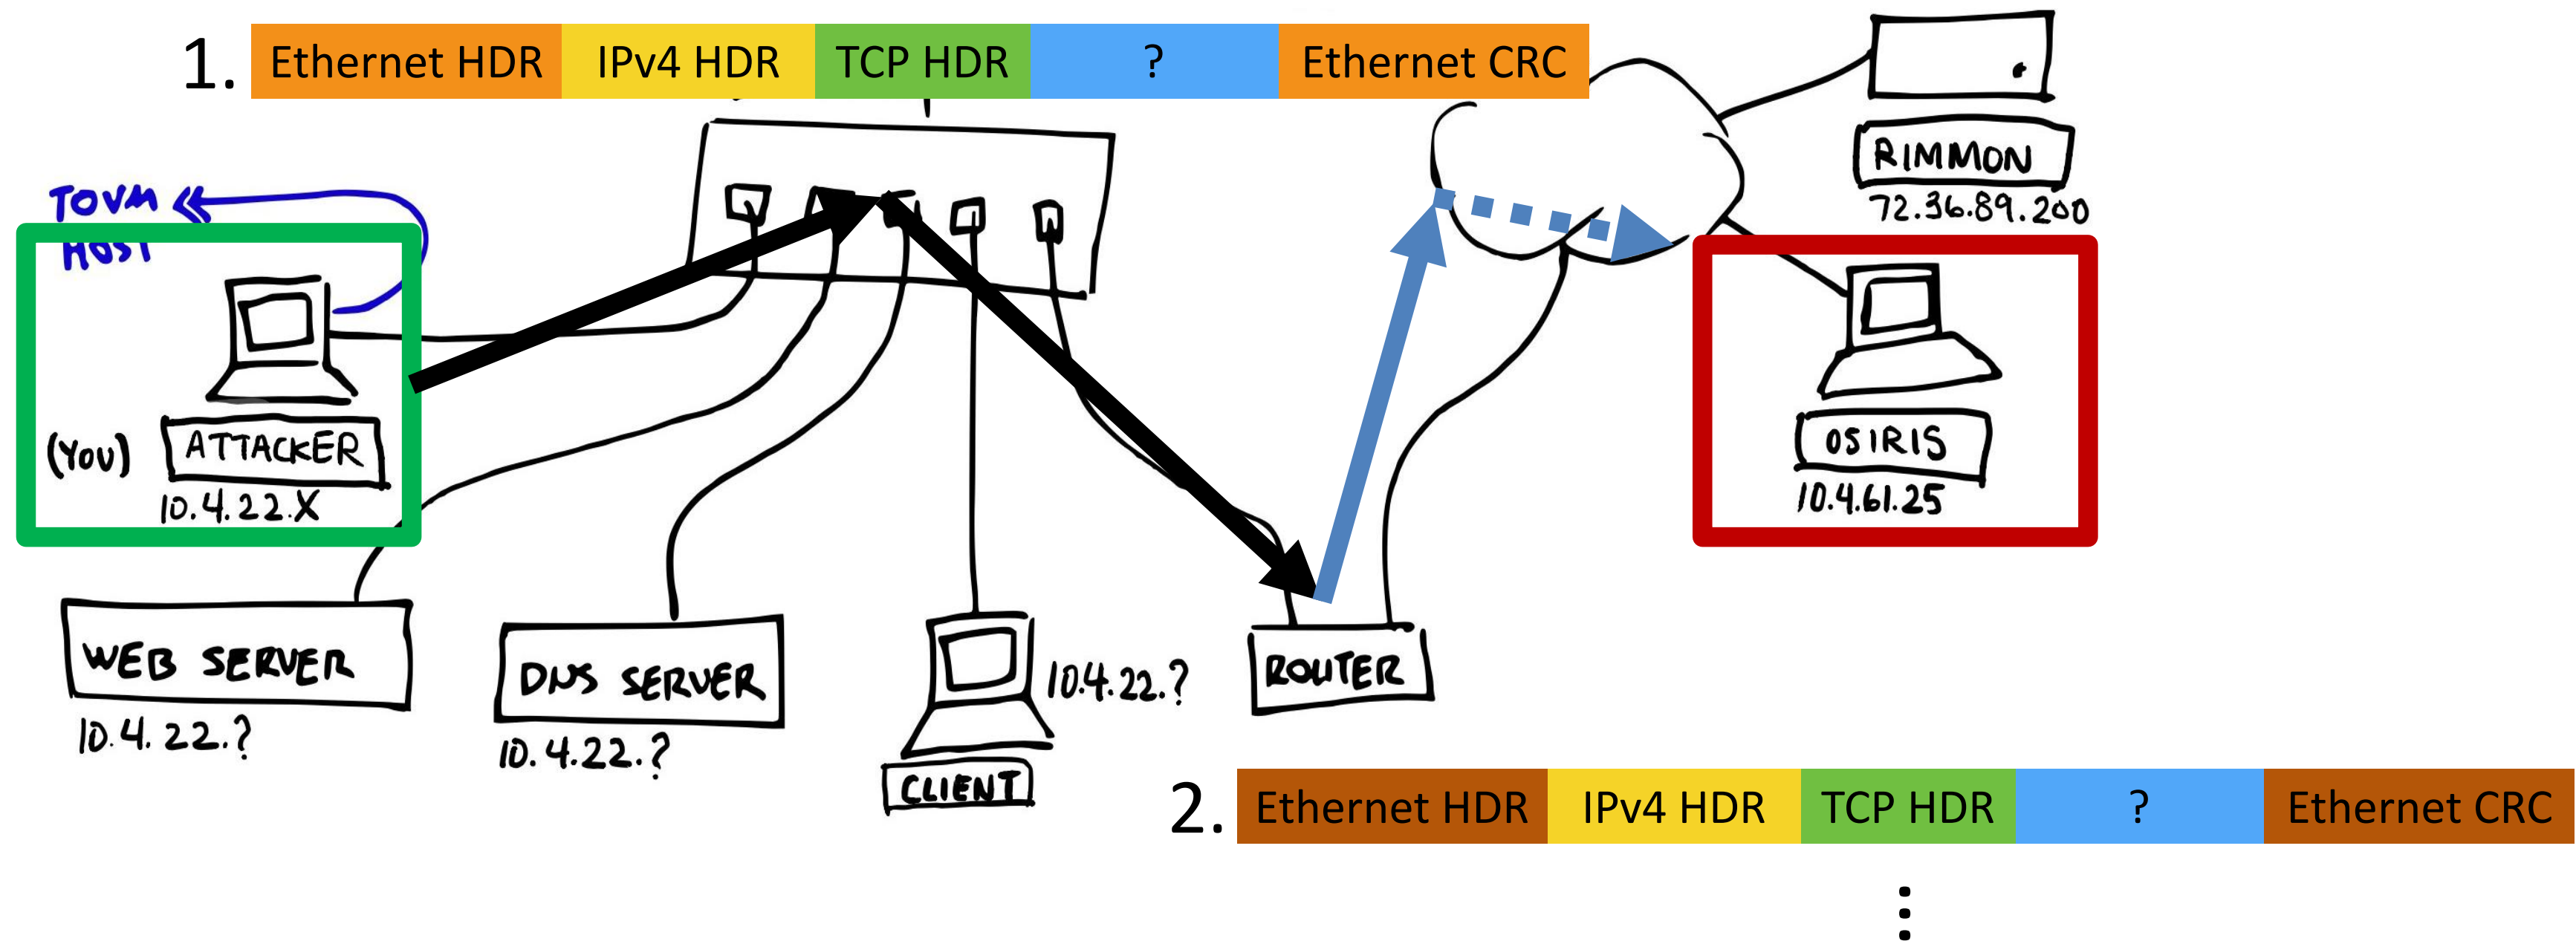 1. Ethernet HDR IPv4 HDR TCP HDR ? Ethernet CRC
TO VM
HOST
(YOU)
ATTACKER
10.4.22.X
RIMMON
72.36.89.200
OSIRIS
10.4.61.25
WEB SERVER
10.4.22.?
DNS SERVER
10.4.22.?
10.4.22.?
CLIENT
ROUTER
2. Ethernet HDR IPv4 HDR TCP HDR ? Ethernet CRC
⋮